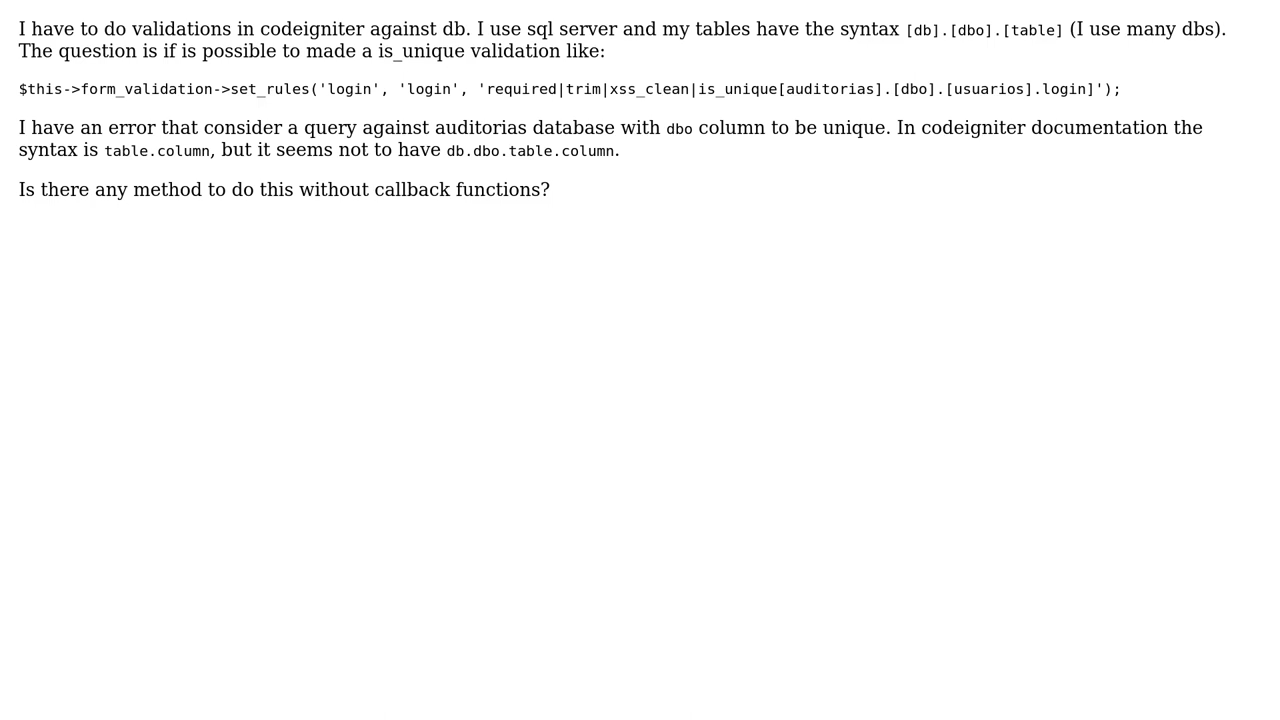 I have to do validations in codeigniter against db. I use sql server and my tables have the syntax [db].[dbo].[table] (I use many dbs).
The question is if is possible to made a is_unique validation like:
$this->form_validation->set_rules('login', 'login', 'required|trim|xss_clean|is_unique[auditorias].[dbo].[usuarios].login]');
I have an error that consider a query against auditorias database with dbo column to be unique. In codeigniter documentation the
syntax is table.column, but it seems not to have db.dbo.table.column.
Is there any method to do this without callback functions?